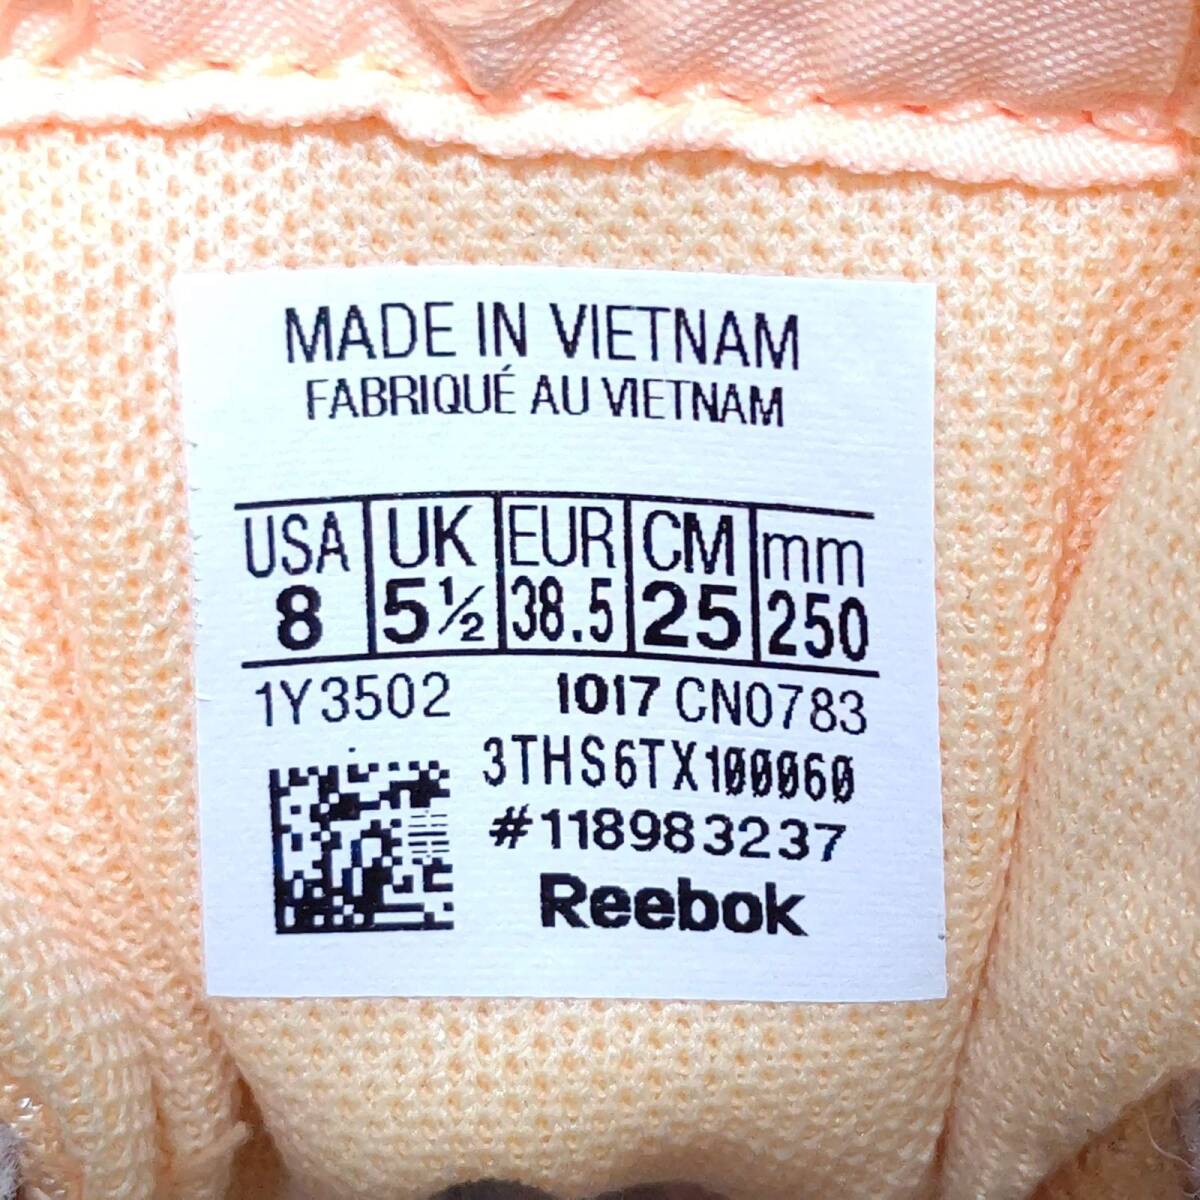 MADE IN VIETNAM
FABRIQUÉ AU VIETNAM
USA UK EUR CM mm
8 5½ 38.5 25 250
1Y3502 1017 CN0783
3THS6TX100060
#118983237
Reebok